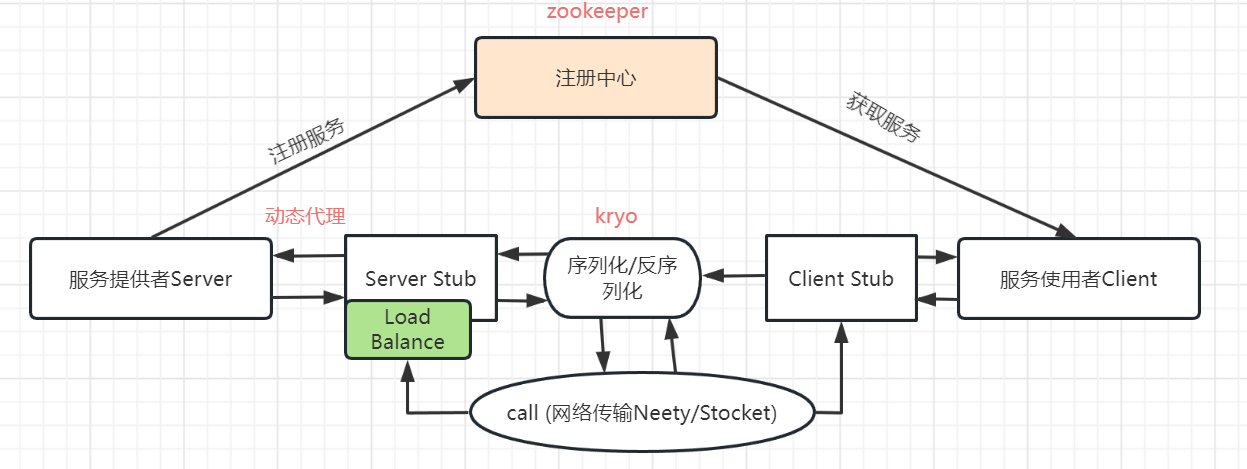 zookeeper
注册中心
注册服务
获取服务
动态代理
kryo
服务提供者Server
Server Stub
序列化/反序
列化
Client Stub
服务使用者Client
Load
Balance
call (网络传输Neety/Stocket)